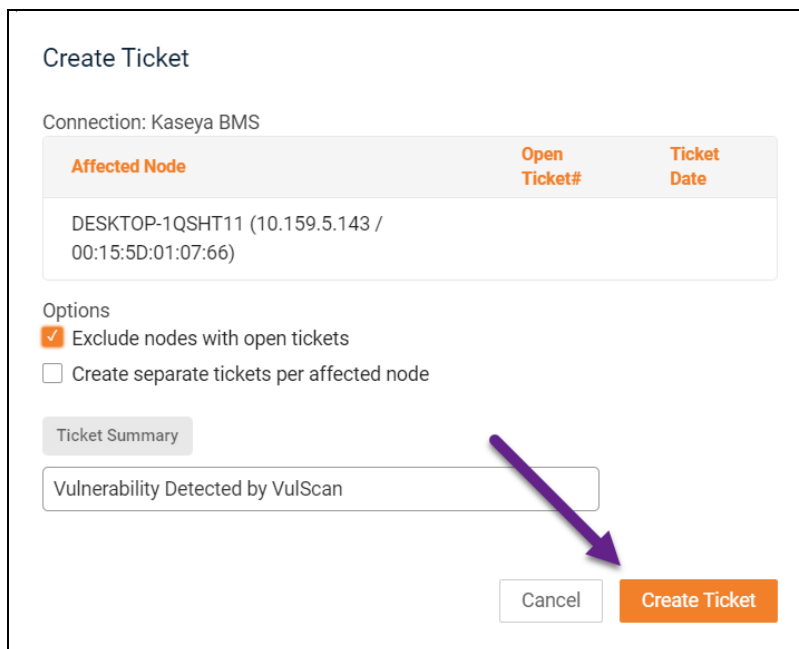 Create Ticket
Connection: Kaseya BMS
Affected Node
Open Ticket#
Ticket Date
DESKTOP-1QSHT11 (10.159.5.143 /
00:15:5D:01:07:66)
Options
Exclude nodes with open tickets
Create separate tickets per affected node
Ticket Summary
Vulnerability Detected by VulScan
Cancel
Create Ticket